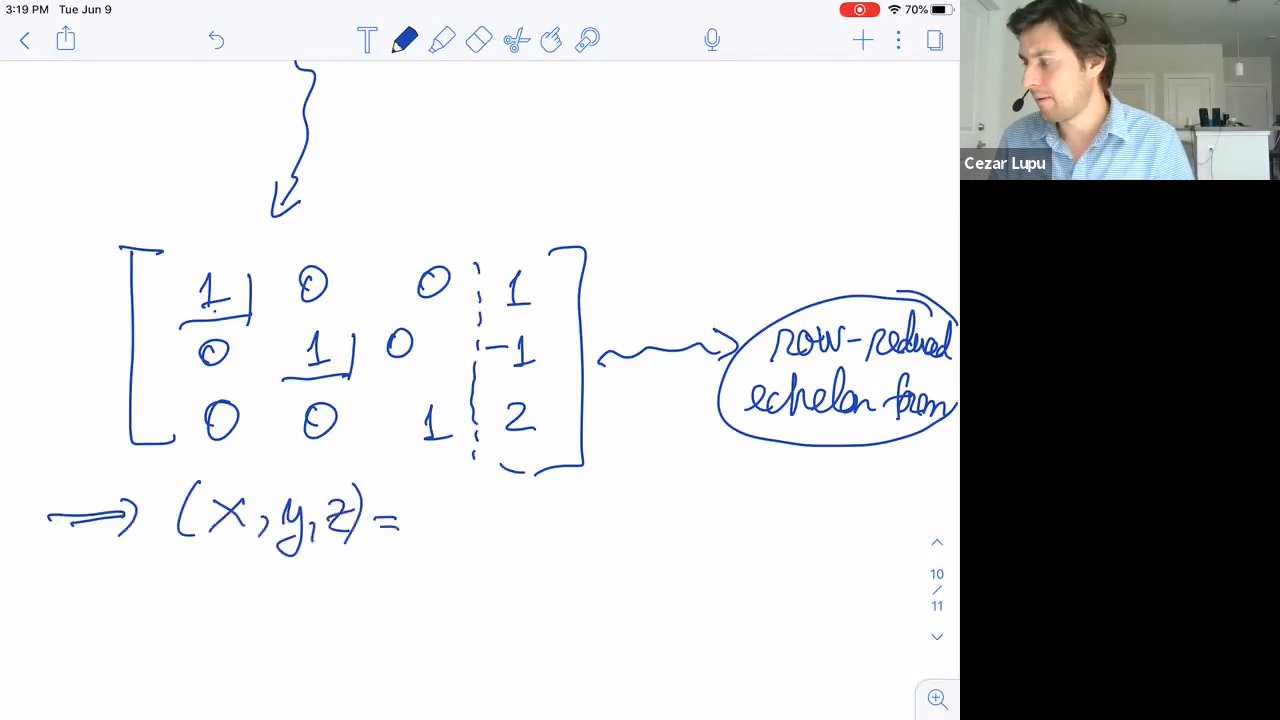 3:19 PM Tue Jun 9
70%
T
Cezar Lupu
1 0 0 1
0 1 0 -1
0 0 1 2
row-reduced
echelon form
⟹ (x, y, z) =
10
/
11